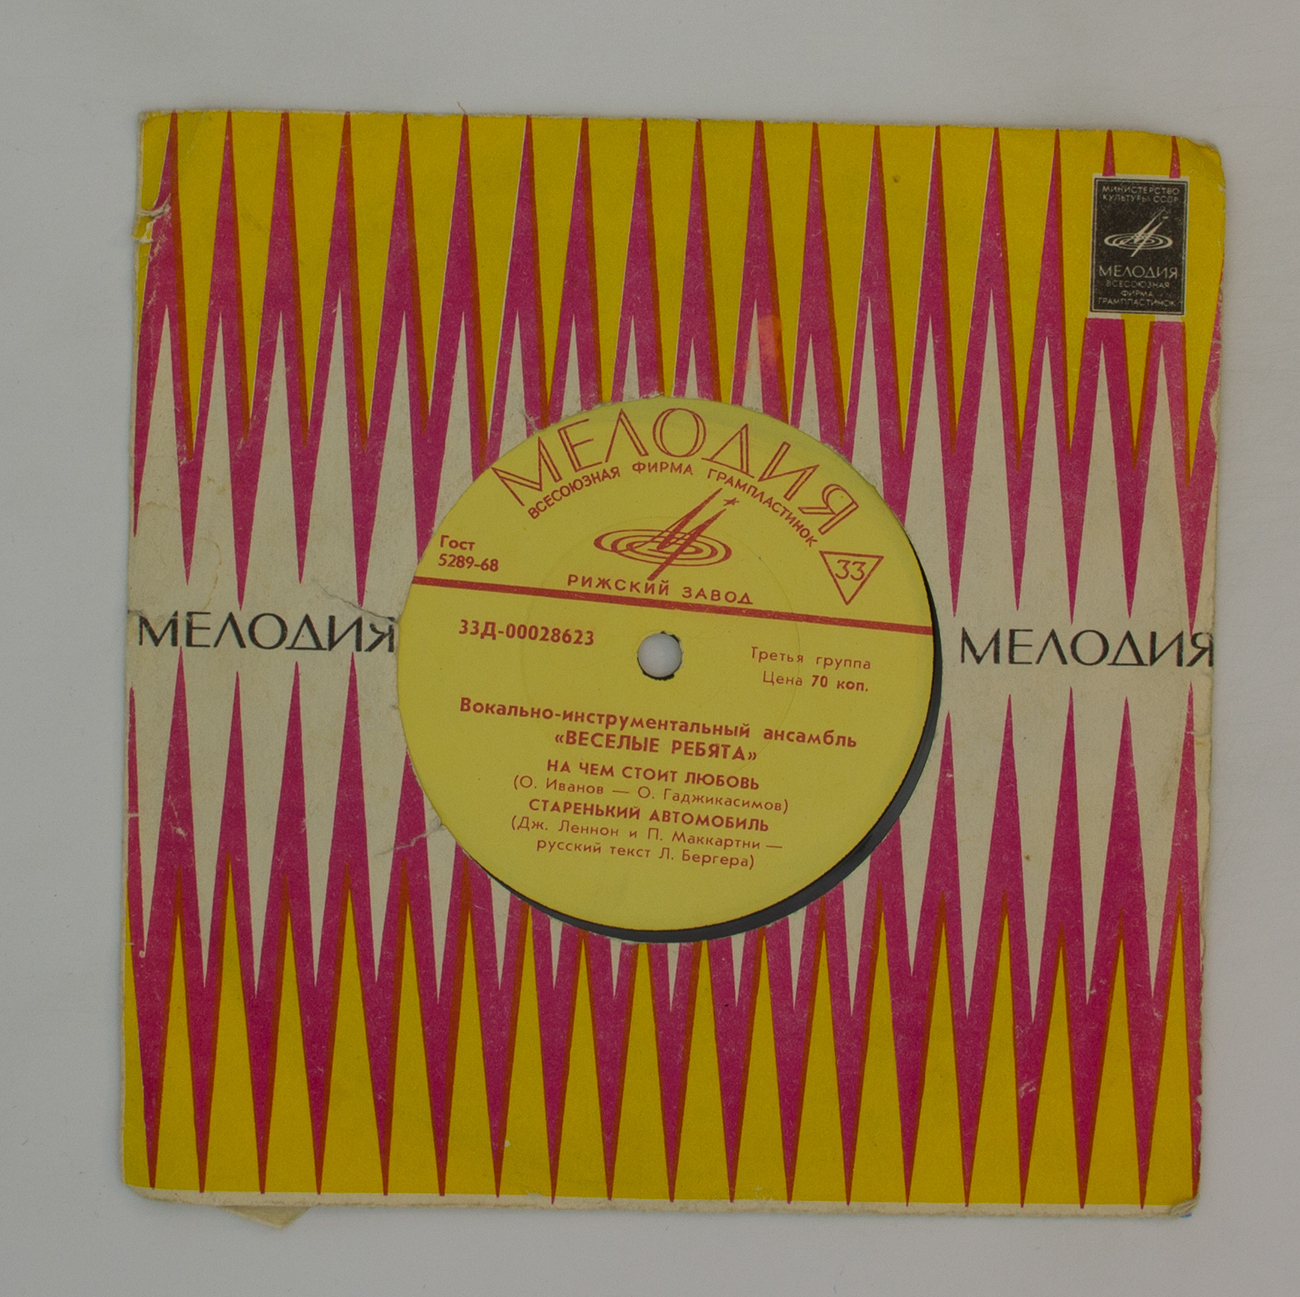 МИНИСТЕРСТВО
КУЛЬТУРЫ СССР
МЕЛОДИЯ
ВСЕСОЮЗНАЯ
ФИРМА
ГРАМПЛАСТИНОК
МЕЛОДИЯ
ВСЕСОЮЗНАЯ ФИРМА ГРАМПЛАСТИНОК
Гост
5289-68
33
РИЖСКИЙ ЗАВОД
МЕЛОДИЯ
МЕЛОДИЯ
33Д-00028623
Третья группа
Цена 70 коп.
Вокально-инструментальный ансамбль
«ВЕСЕЛЫЕ РЕБЯТА»
НА ЧЕМ СТОИТ ЛЮБОВЬ
(О. Иванов — О. Гаджикасимов)
СТАРЕНЬКИЙ АВТОМОБИЛЬ
(Дж. Леннон и П. Маккартни —
русский текст Л. Бергера)